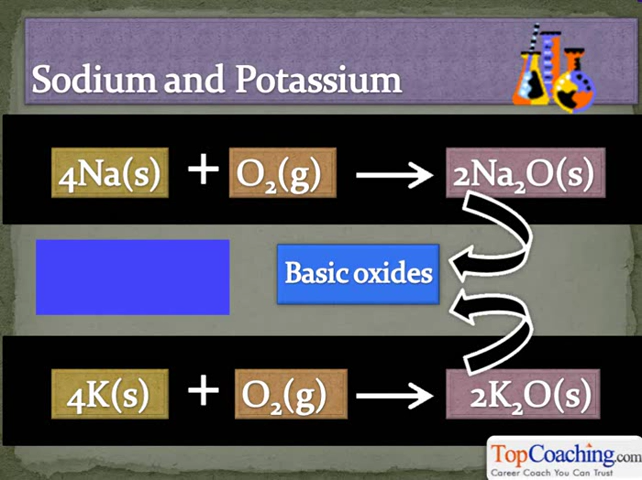 Sodium and Potassium
4Na(s) + O₂(g) → 2Na₂O(s)
Basic oxides
4K(s) + O₂(g) → 2K₂O(s)
TopCoaching.com
Career Coach You Can Trust